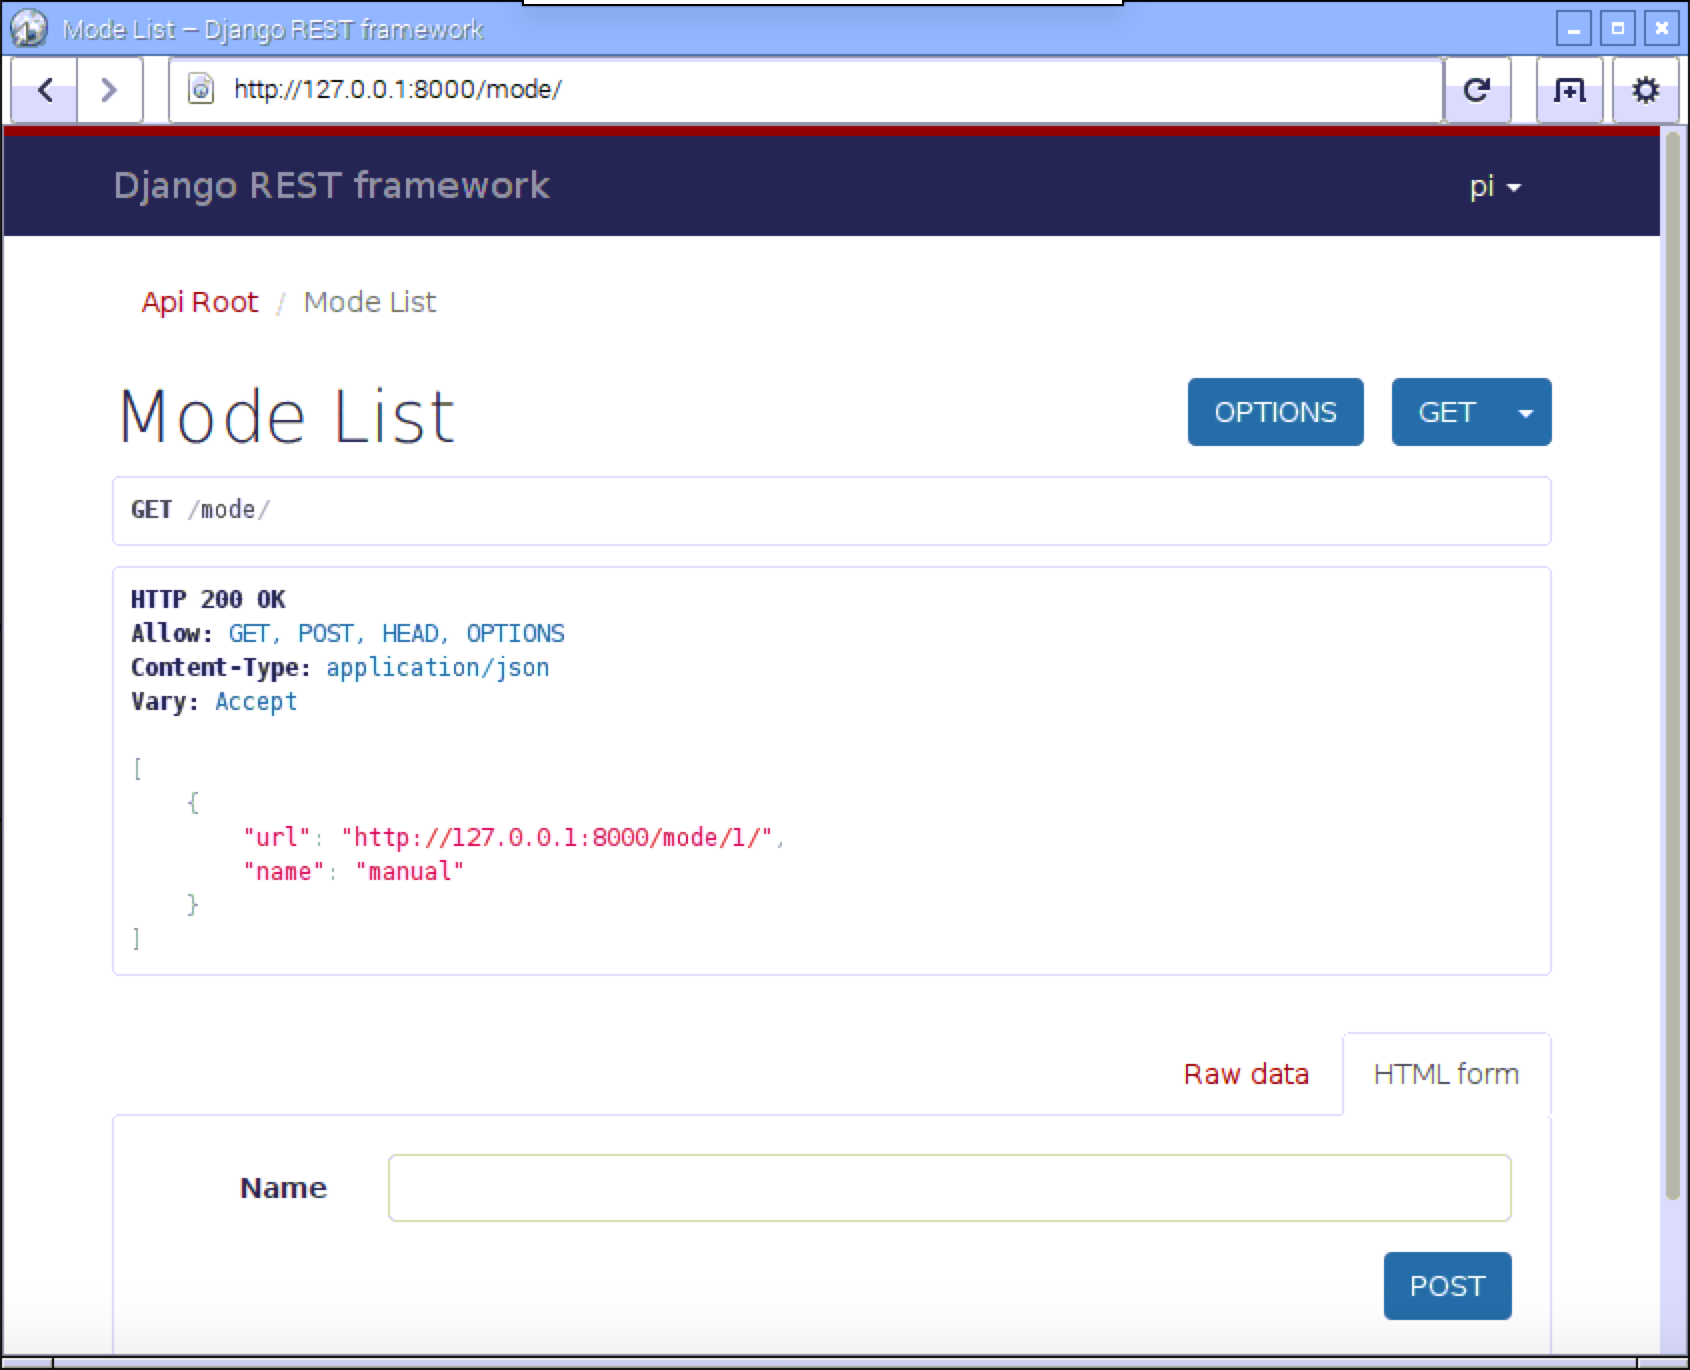 Mode List – Django REST framework
http://127.0.0.1:8000/mode/
Django REST framework
pi
Api Root / Mode List
Mode List
OPTIONS
GET
GET /mode/
HTTP 200 OK
Allow: GET, POST, HEAD, OPTIONS
Content-Type: application/json
Vary: Accept
[
    {
        "url": "http://127.0.0.1:8000/mode/1/",
        "name": "manual"
    }
]
Raw data
HTML form
Name
POST